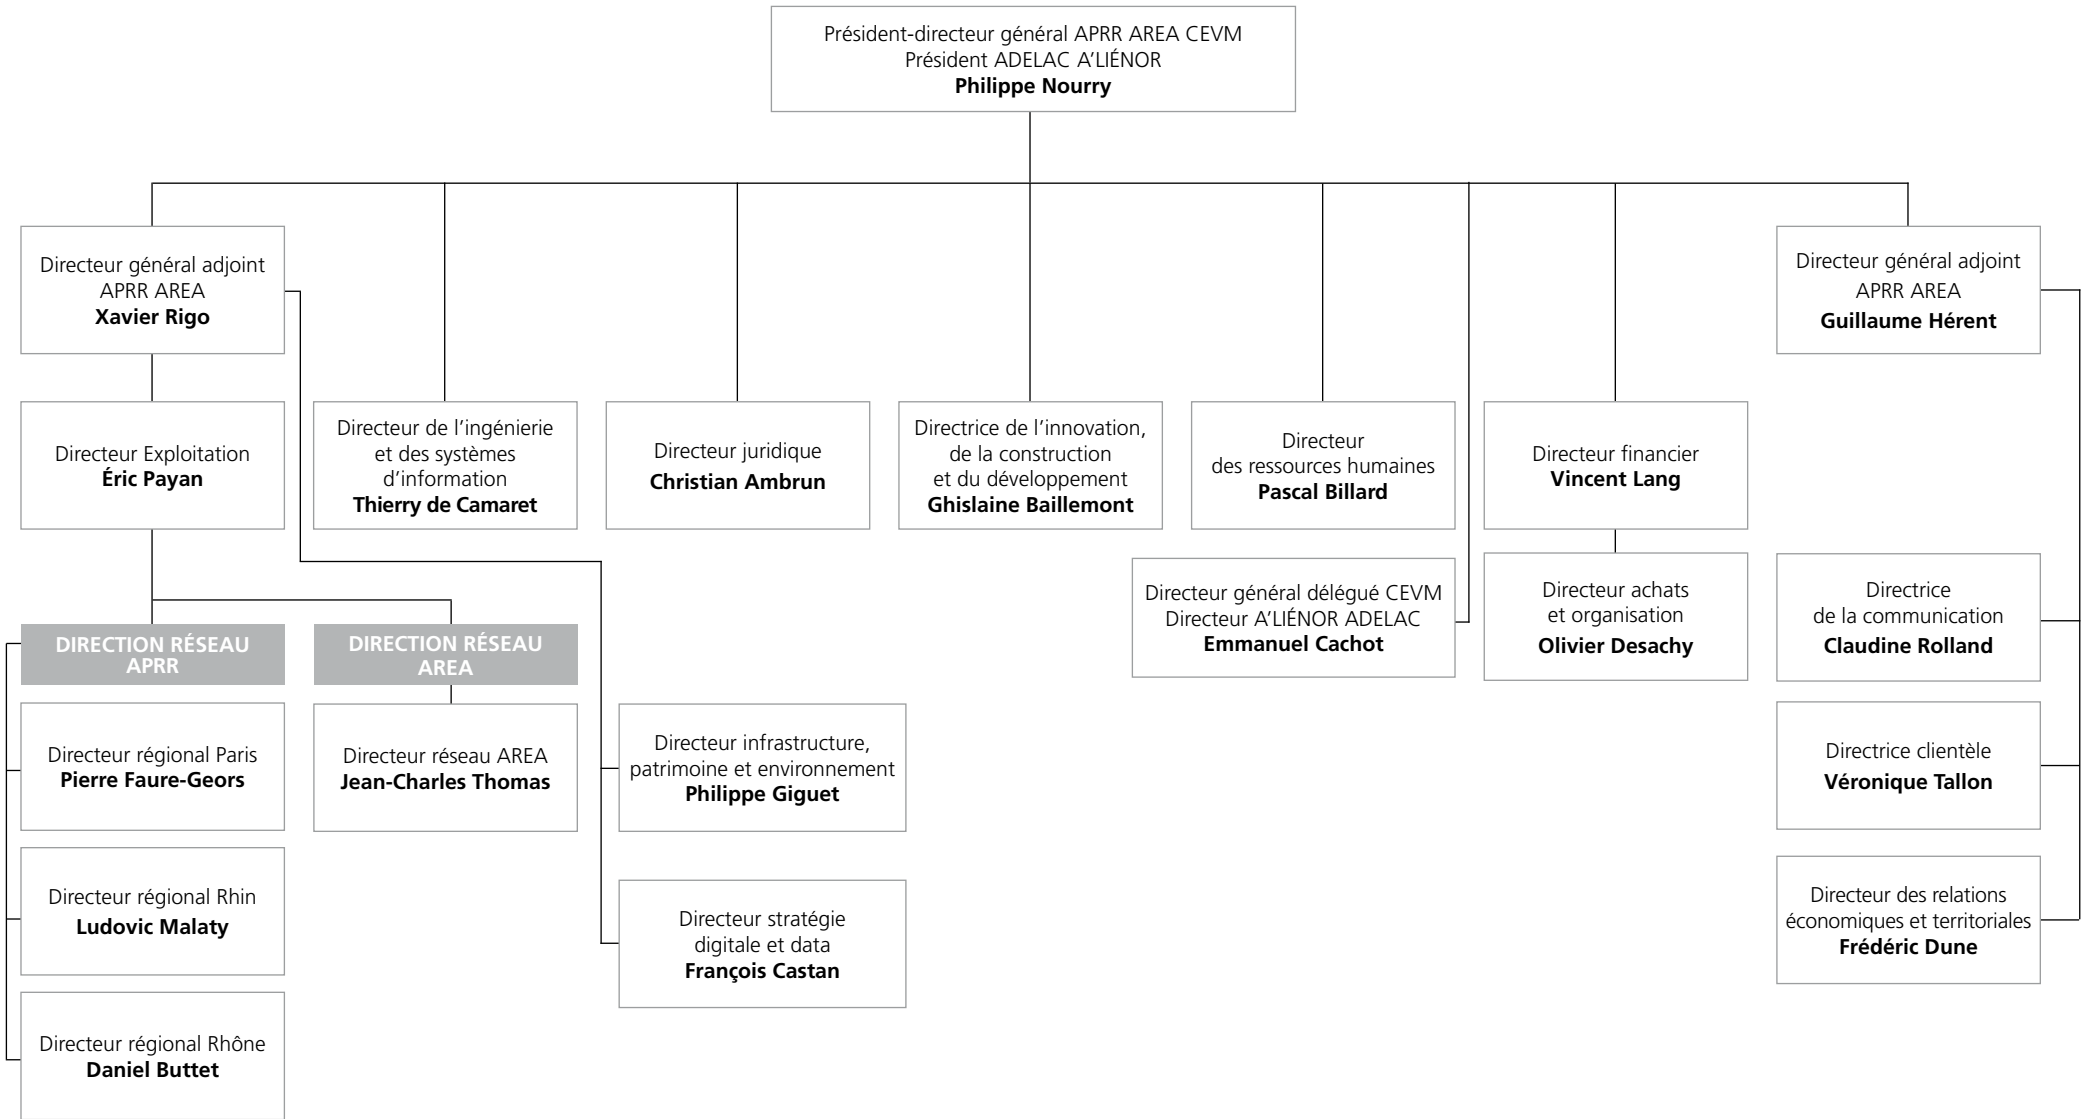 Président-directeur général APRR AREA CEVM
Président ADELAC A’LIÉNOR
Philippe Nourry
Directeur général adjoint
APRR AREA
Xavier Rigo
Directeur général adjoint
APRR AREA
Guillaume Hérent
Directeur Exploitation
Éric Payan
Directeur de l’ingénierie
et des systèmes
d’information
Thierry de Camaret
Directeur juridique
Christian Ambrun
Directrice de l’innovation,
de la construction
et du développement
Ghislaine Baillemont
Directeur
des ressources humaines
Pascal Billard
Directeur financier
Vincent Lang
Directeur général délégué CEVM
Directeur A’LIÉNOR ADELAC
Emmanuel Cachot
Directeur achats
et organisation
Olivier Desachy
Directrice
de la communication
Claudine Rolland
DIRECTION RÉSEAU
APRR
DIRECTION RÉSEAU
AREA
Directeur régional Paris
Pierre Faure-Geors
Directeur réseau AREA
Jean-Charles Thomas
Directeur infrastructure,
patrimoine et environnement
Philippe Giguet
Directrice clientèle
Véronique Tallon
Directeur régional Rhin
Ludovic Malaty
Directeur stratégie
digitale et data
François Castan
Directeur des relations
économiques et territoriales
Frédéric Dune
Directeur régional Rhône
Daniel Buttet